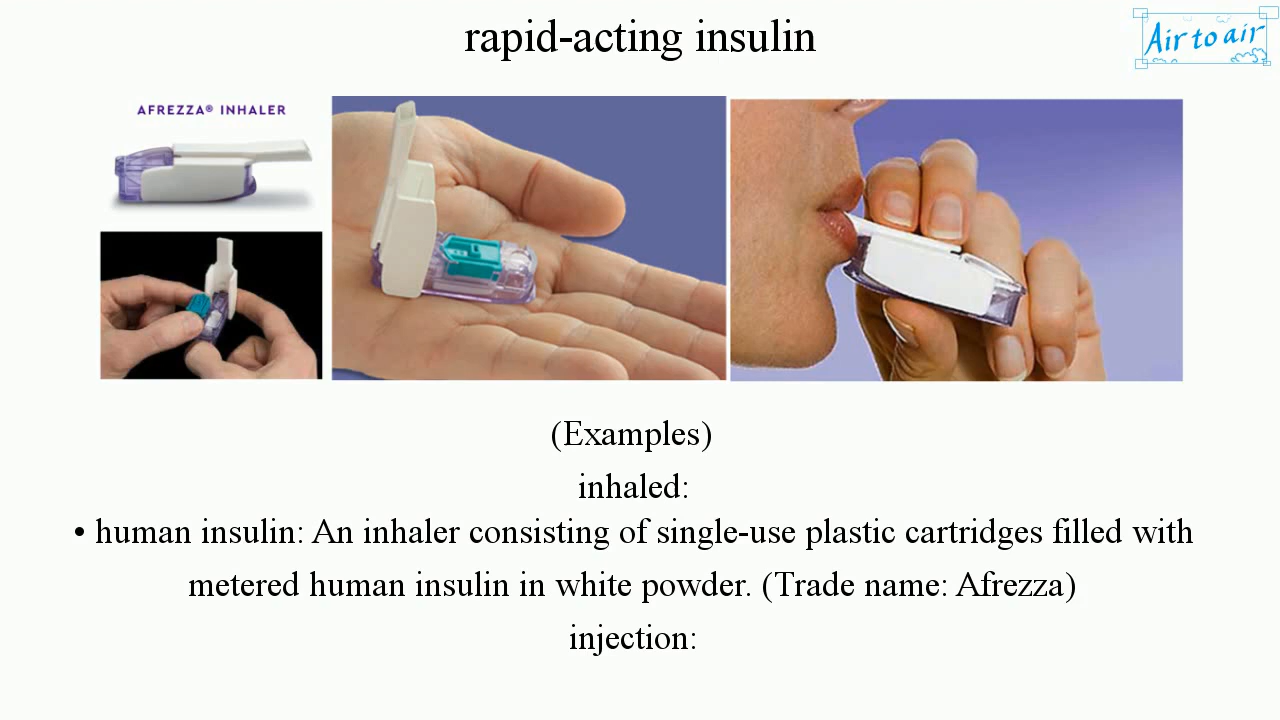 rapid-acting insulin
Air to air
AFREZZA® INHALER
(Examples)
inhaled:
• human insulin: An inhaler consisting of single-use plastic cartridges filled with
metered human insulin in white powder. (Trade name: Afrezza)
injection: